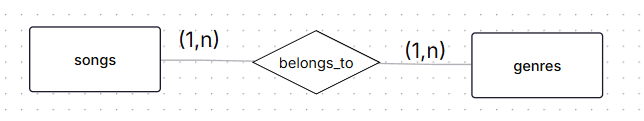 songs
(1,n)
belongs_to
(1,n)
genres